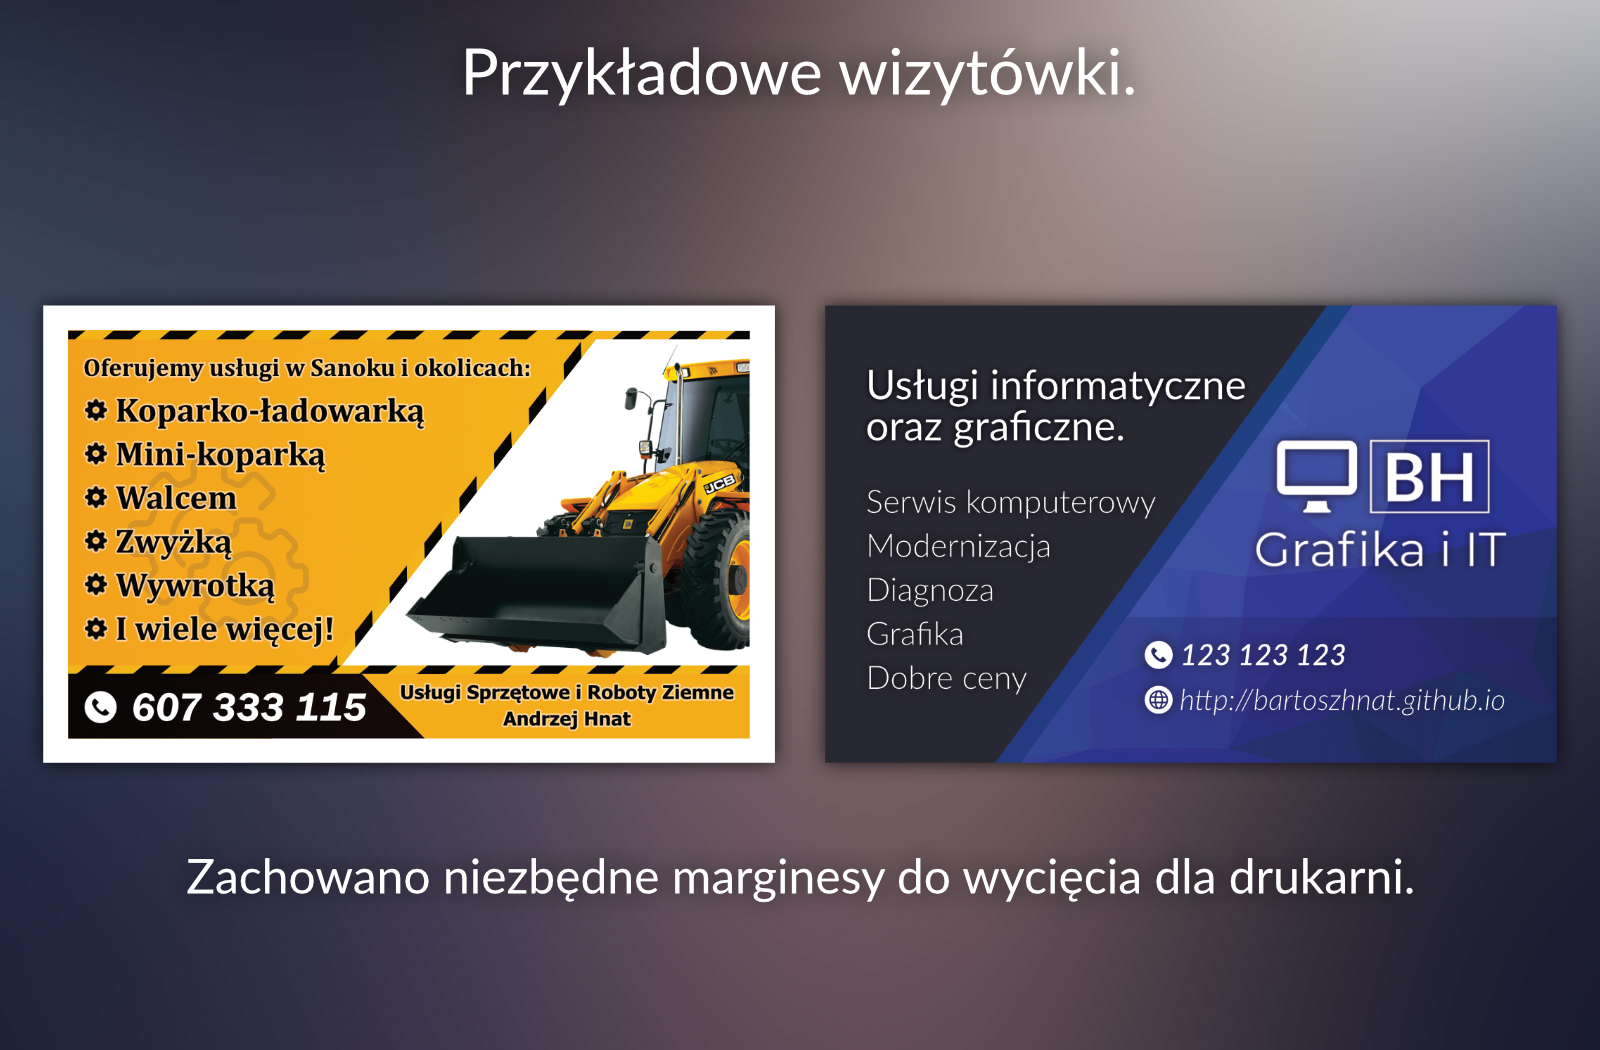 Przykładowe wizytówki.
Oferujemy usługi w Sanoku i okolicach:
Koparko-ładowarką
Mini-koparką
Walcem
Zwyżką
Wywrotką
I wiele więcej!
JCB
607 333 115
Usługi Sprzętowe i Roboty Ziemne
Andrzej Hnat
Usługi informatyczne
oraz graficzne.
Serwis komputerowy
Modernizacja
Diagnoza
Grafika
Dobre ceny
BH
Grafika i IT
123 123 123
http://bartoszhnat.github.io
Zachowano niezbędne marginesy do wycięcia dla drukarni.